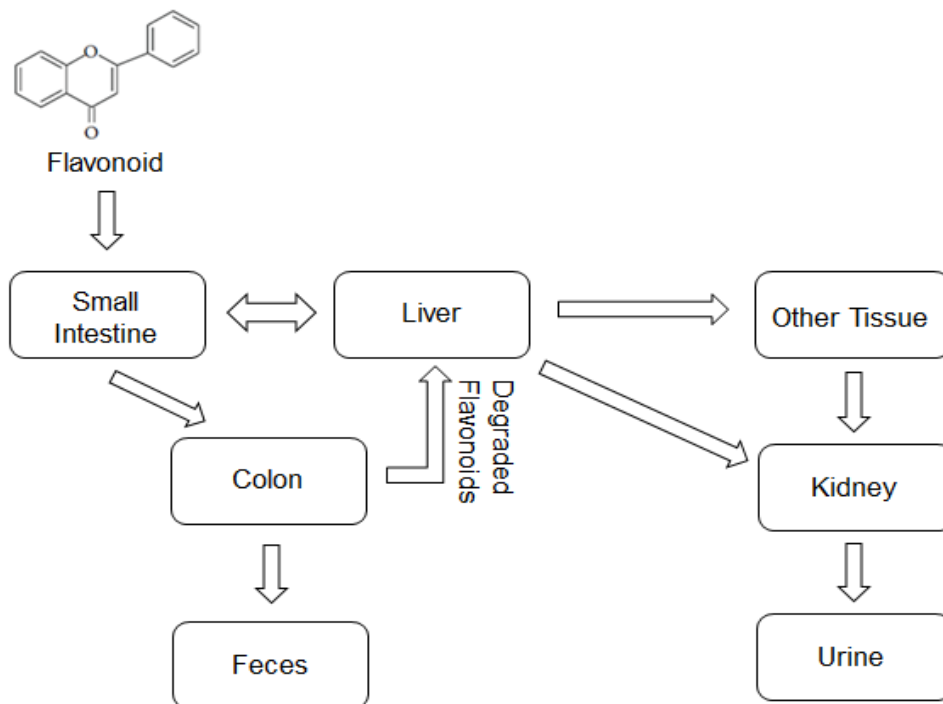 O
O
Flavonoid
Small
Intestine
Liver
Other Tissue
Degraded
Flavonoids
Colon
Kidney
Feces
Urine